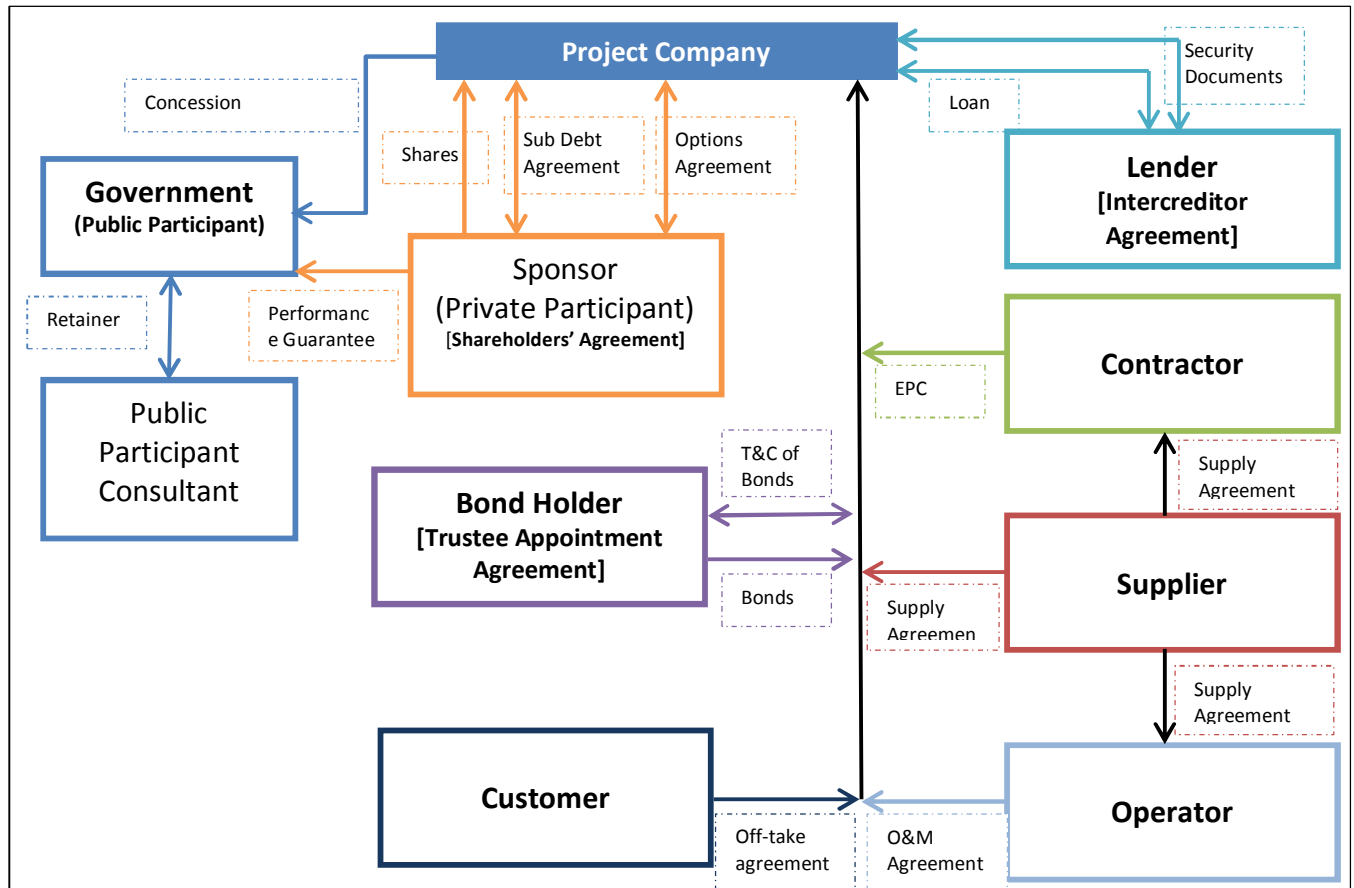 Project Company
Concession
Security
Documents
Loan
Shares
Sub Debt
Agreement
Options
Agreement
Government
(Public Participant)
Lender
[Intercreditor
Agreement]
Sponsor
(Private Participant)
[Shareholders' Agreement]
Retainer
Performanc
e Guarantee
Contractor
EPC
Public
Participant
Consultant
T&C of
Bonds
Supply
Agreement
Bond Holder
[Trustee Appointment
Agreement]
Bonds
Supplier
Supply
Agreemen
Supply
Agreement
Customer
Operator
Off-take
agreement
O&M
Agreement